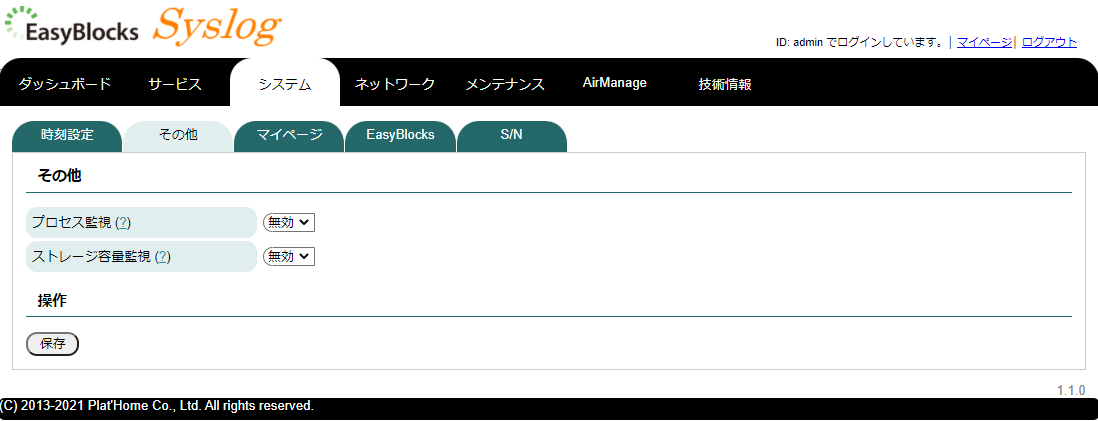 EasyBlocks Syslog
ID: admin でログインしています。| マイページ| ログアウト
ダッシュボード サービス システム ネットワーク メンテナンス AirManage 技術情報
時刻設定 その他 マイページ EasyBlocks S/N
その他
プロセス監視 (?) 無効
ストレージ容量監視 (?) 無効
操作
保存
1.1.0
(C) 2013-2021 Plat'Home Co., Ltd. All rights reserved.